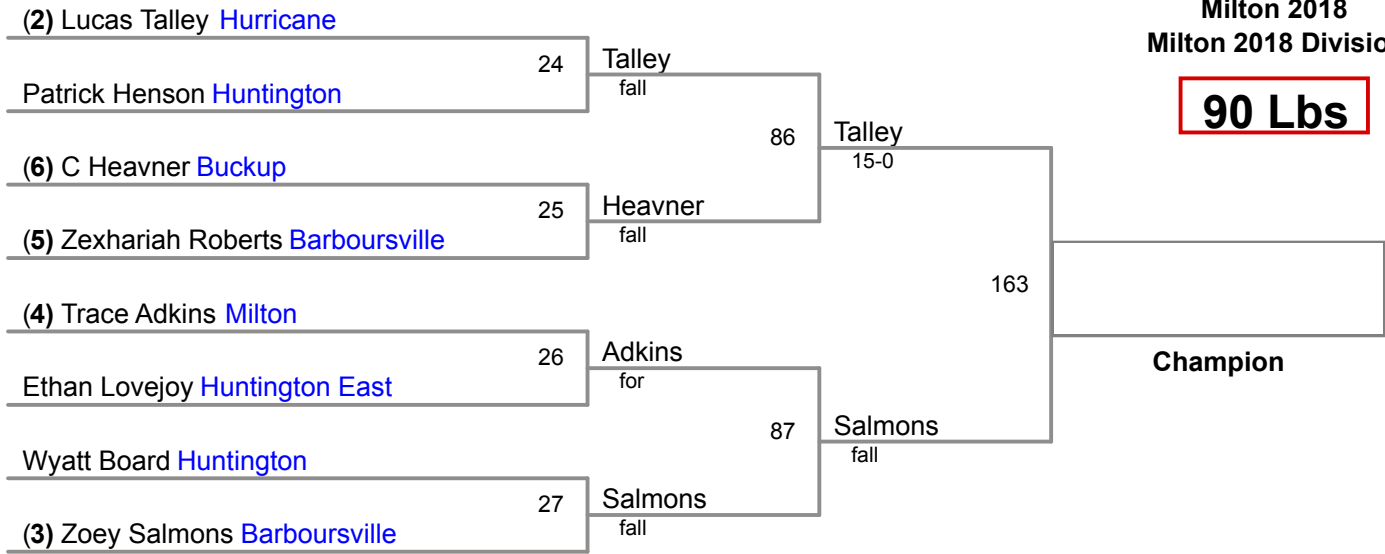 (2) Lucas Talley Hurricane
Patrick Henson Huntington
(6) C Heavner Buckup
(5) Zexhariah Roberts Barboursville
(4) Trace Adkins Milton
Ethan Lovejoy Huntington East
Wyatt Board Huntington
(3) Zoey Salmons Barboursville
24
25
26
27
Talley
fall
Heavner
fall
Adkins
for
Salmons
fall
86
87
Talley
15-0
Salmons
fall
163
Champion
Milton 2018
Milton 2018 Divisio
90 Lbs